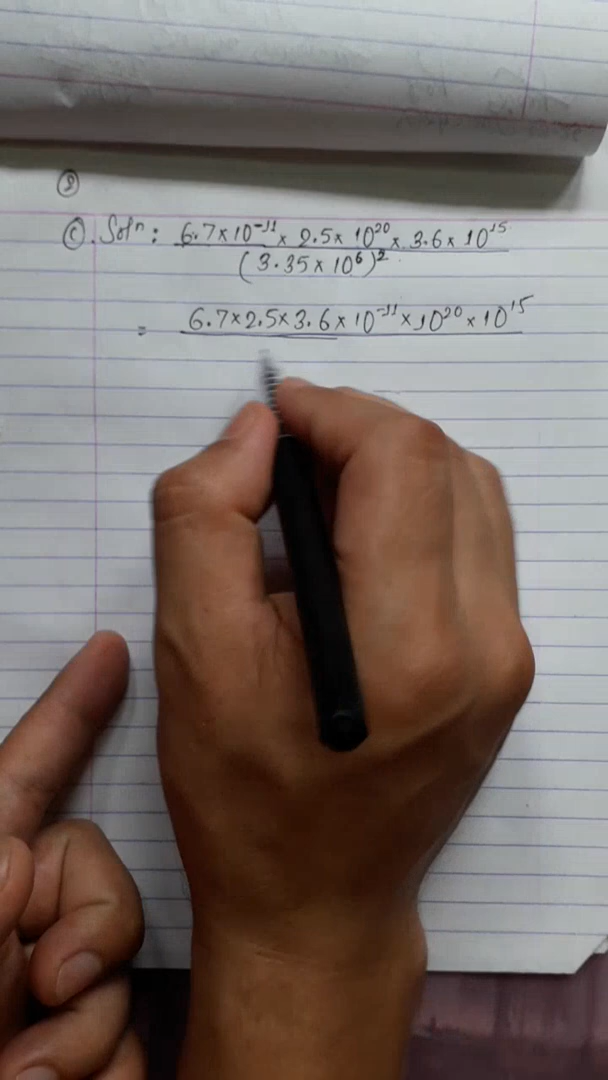 ②
ⓒ. Solⁿ: 6.7×10⁻¹¹ × 2.5×10²⁰ × 3.6×10¹⁵
(3.35×10⁶)²
= 6.7×2.5×3.6×10⁻¹¹×10²⁰×10¹⁵